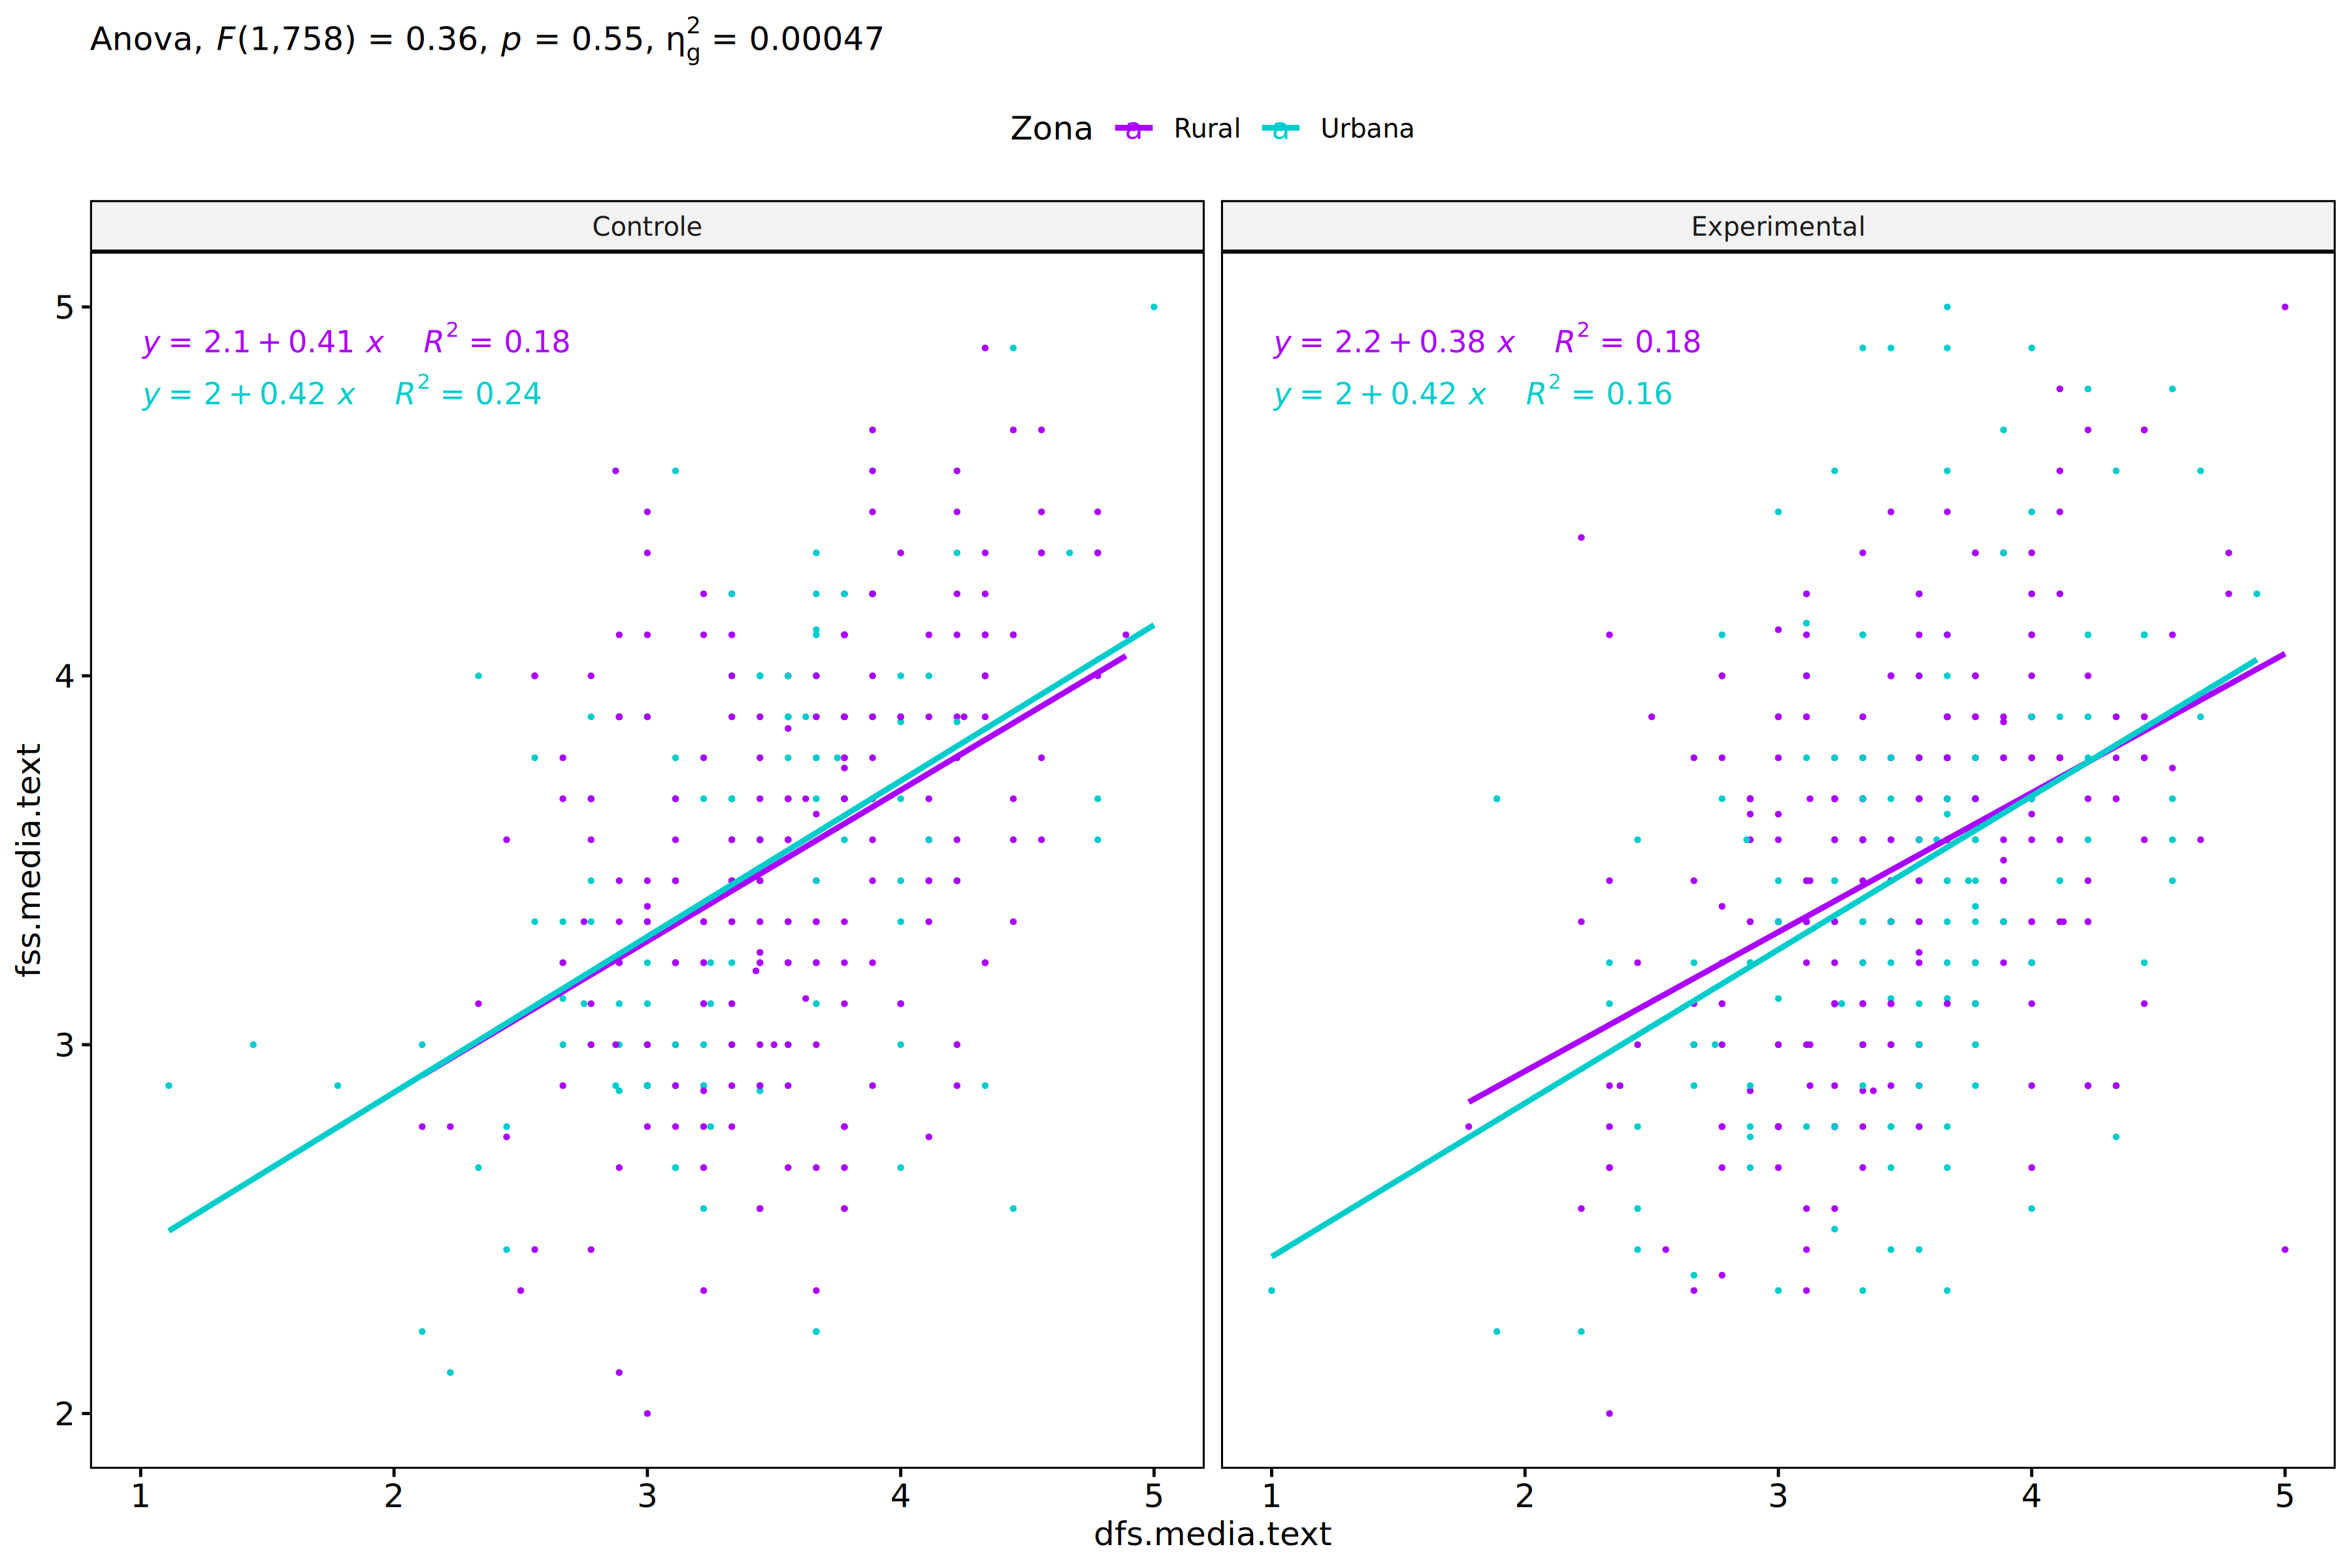 Anova, F(1,758) = 0.36, p = 0.55, η²g = 0.00047
Zona a Rural a Urbana
Controle
Experimental
y = 2.1 + 0.41 x R² = 0.18
y = 2 + 0.42 x R² = 0.24
y = 2.2 + 0.38 x R² = 0.18
y = 2 + 0.42 x R² = 0.16
fss.media.text
5
4
3
2
1 2 3 4 5
1 2 3 4 5
dfs.media.text